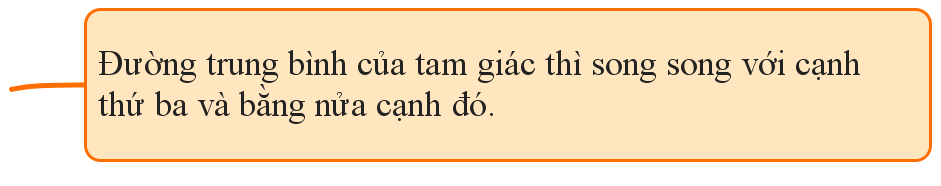 Đường trung bình của tam giác thì song song với cạnh
thứ ba và bằng nửa cạnh đó.